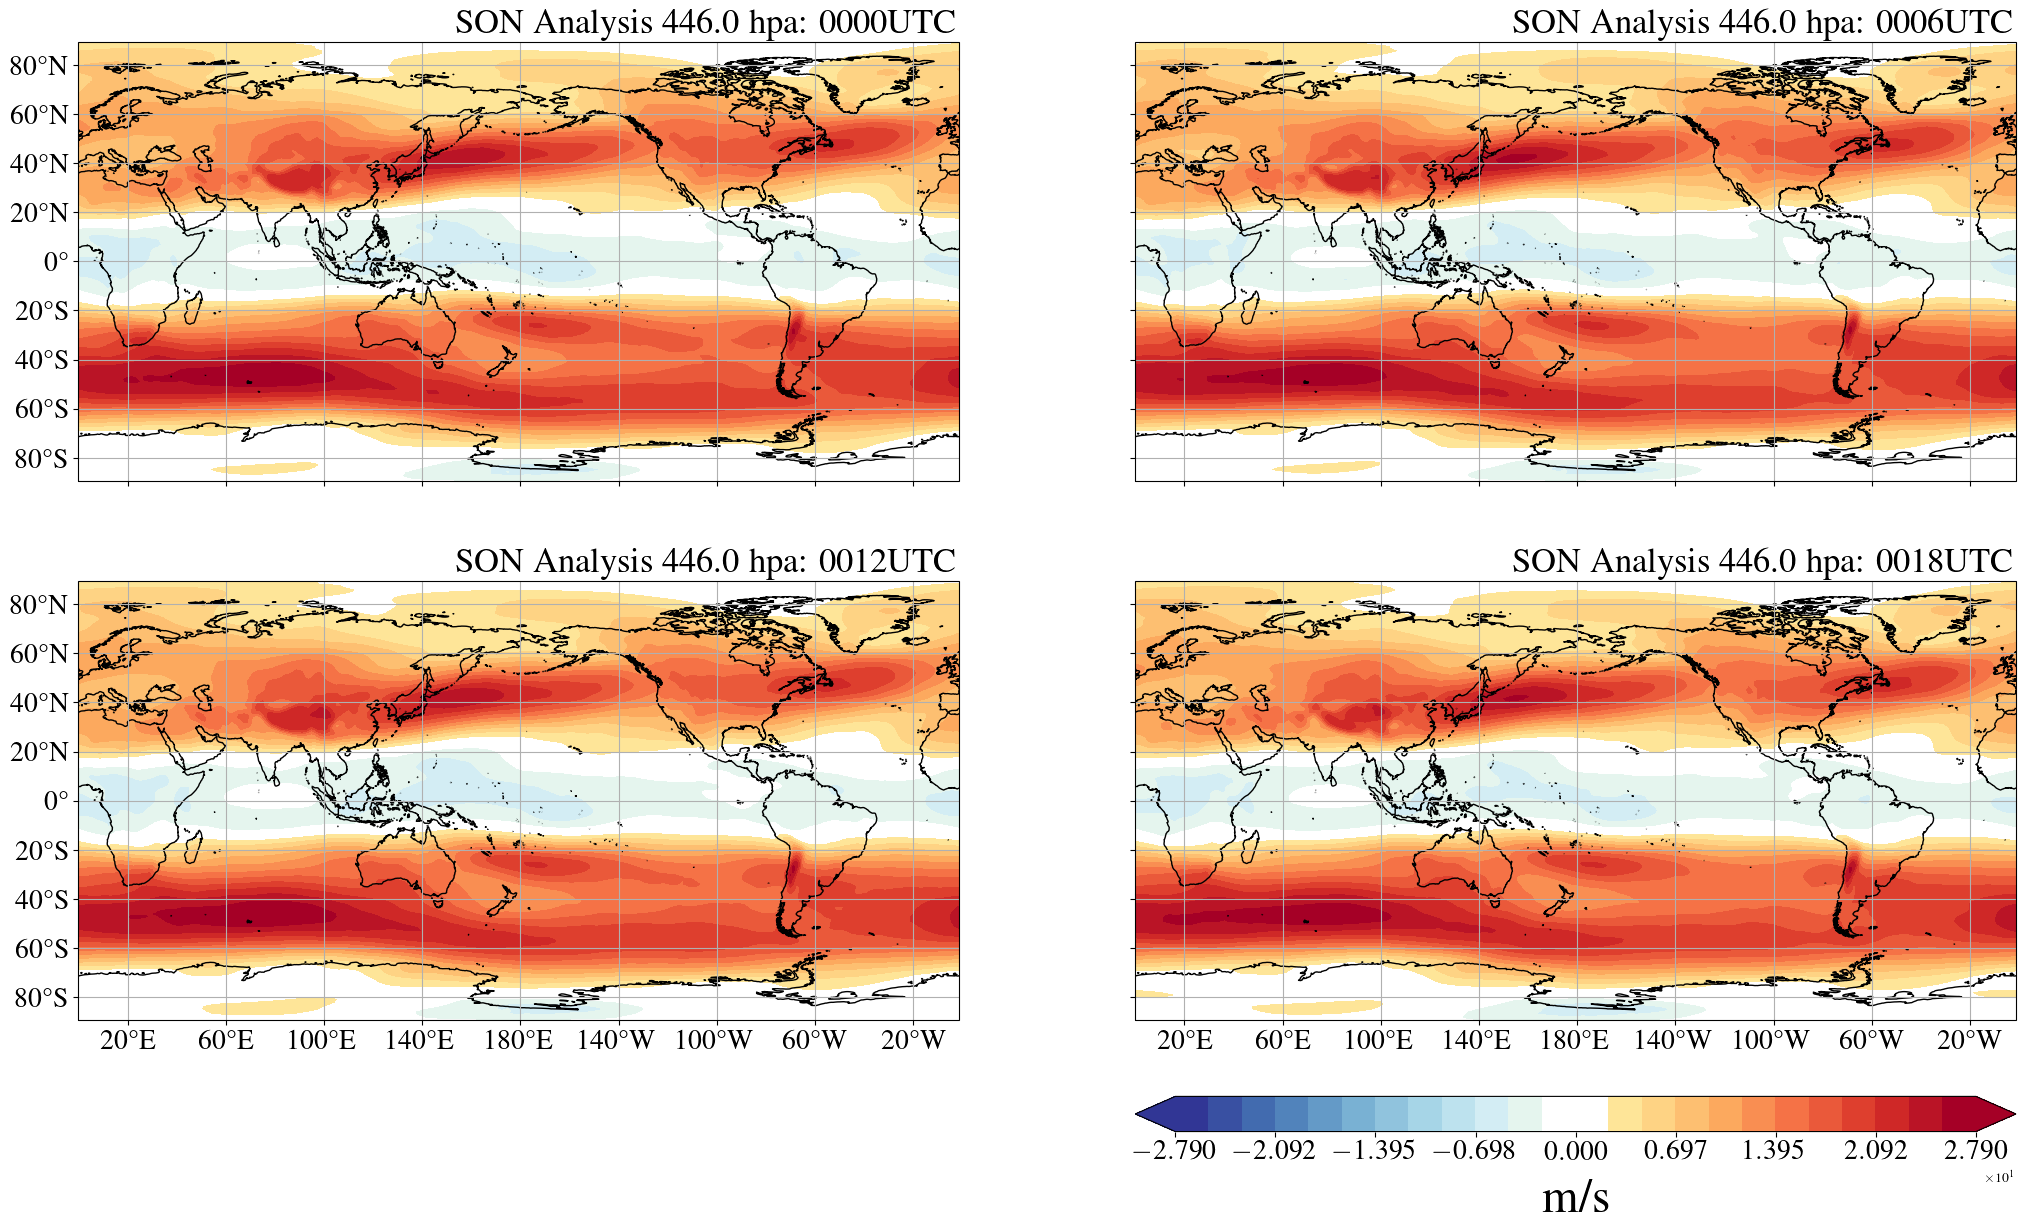 SON Analysis 446.0 hpa: 0000UTC
SON Analysis 446.0 hpa: 0006UTC
80°N
60°N
40°N
20°N
0°
20°S
40°S
60°S
80°S
SON Analysis 446.0 hpa: 0012UTC
SON Analysis 446.0 hpa: 0018UTC
80°N
60°N
40°N
20°N
0°
20°S
40°S
60°S
80°S
20°E 60°E 100°E 140°E 180°E 140°W 100°W 60°W 20°W
20°E 60°E 100°E 140°E 180°E 140°W 100°W 60°W 20°W
−2.790 −2.092 −1.395 −0.698 0.000 0.697 1.395 2.092 2.790
×10¹
m/s